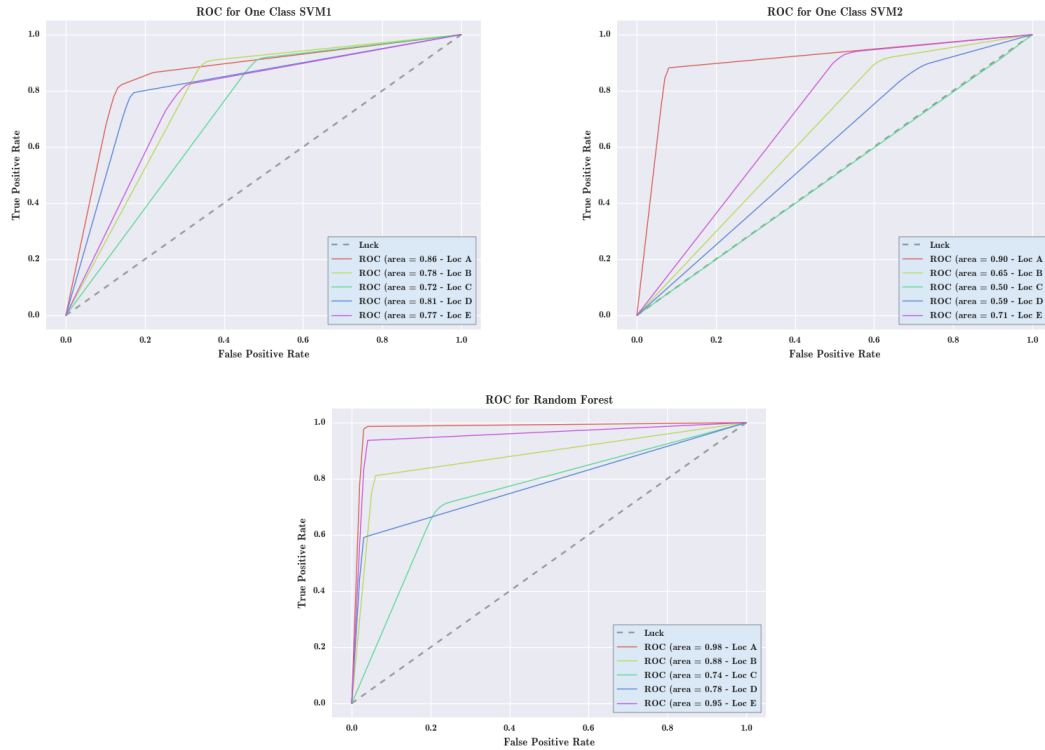 ROC for One Class SVM1
1.0
0.8
0.6
0.4
0.2
0.0
True Positive Rate
Luck
ROC (area = 0.86 - Loc A
ROC (area = 0.78 - Loc B
ROC (area = 0.72 - Loc C
ROC (area = 0.81 - Loc D
ROC (area = 0.77 - Loc E
0.0 0.2 0.4 0.6 0.8 1.0
False Positive Rate
ROC for One Class SVM2
1.0
0.8
0.6
0.4
0.2
0.0
True Positive Rate
Luck
ROC (area = 0.90 - Loc A
ROC (area = 0.65 - Loc B
ROC (area = 0.50 - Loc C
ROC (area = 0.59 - Loc D
ROC (area = 0.71 - Loc E
0.0 0.2 0.4 0.6 0.8 1.0
False Positive Rate
ROC for Random Forest
1.0
0.8
0.6
0.4
0.2
0.0
True Positive Rate
Luck
ROC (area = 0.98 - Loc A
ROC (area = 0.88 - Loc B
ROC (area = 0.74 - Loc C
ROC (area = 0.78 - Loc D
ROC (area = 0.95 - Loc E
0.0 0.2 0.4 0.6 0.8 1.0
False Positive Rate